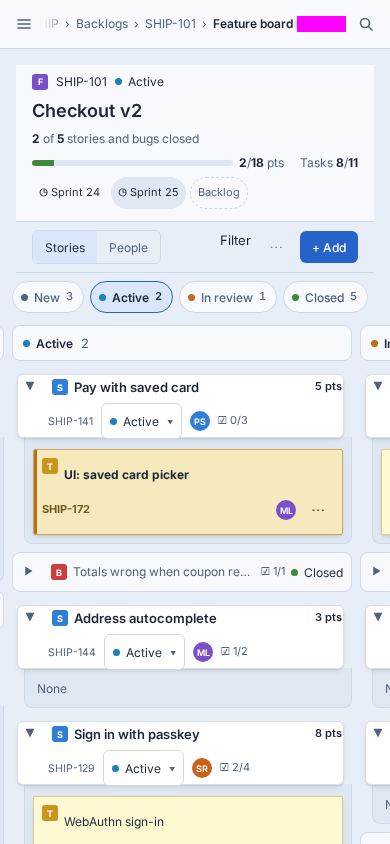 IP › Backlogs › SHIP-101 › Feature board
F SHIP-101 Active
Checkout v2
2 of 5 stories and bugs closed
2/18 pts Tasks 8/11
Sprint 24 Sprint 25 Backlog
Stories People Filter ... + Add
New 3 Active 2 In review 1 Closed 5
Active 2
S Pay with saved card 5 pts
SHIP-141 Active PS 0/3
T UI: saved card picker
SHIP-172 ML ...
B Totals wrong when coupon re... 1/1 Closed
S Address autocomplete 3 pts
SHIP-144 Active ML 1/2
None
S Sign in with passkey 8 pts
SHIP-129 Active SR 2/4
T WebAuthn sign-in